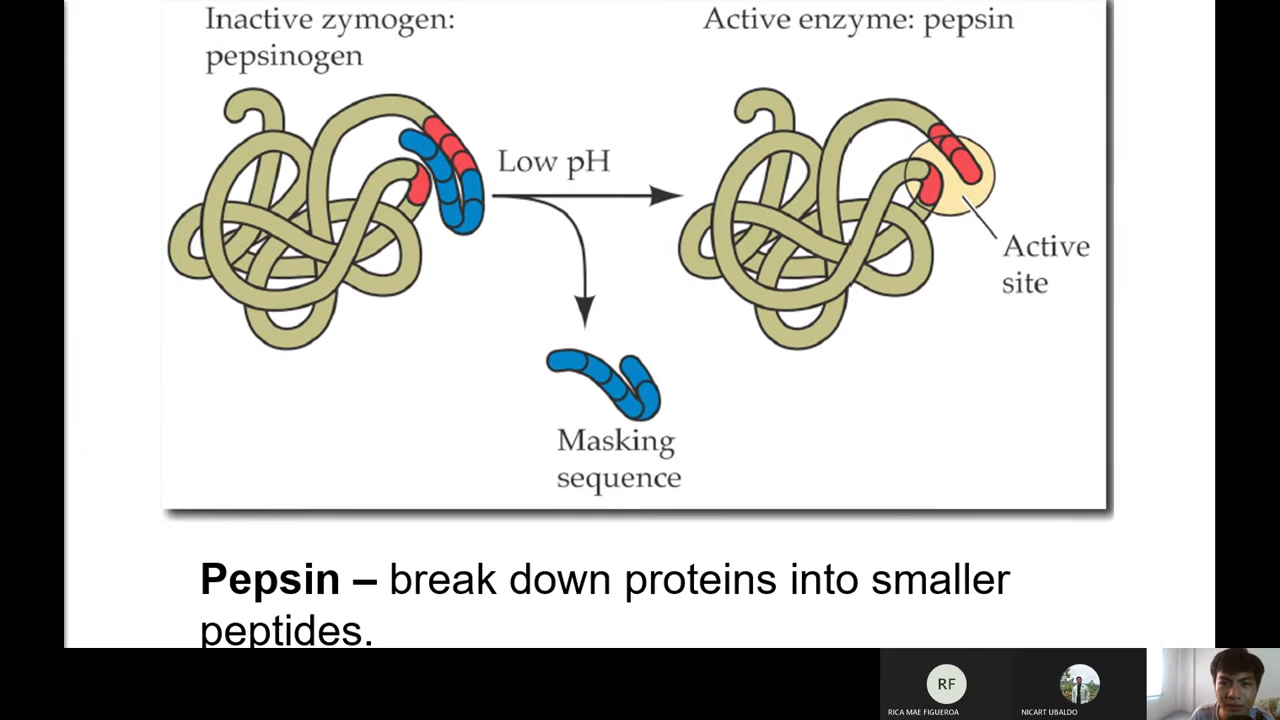 Inactive zymogen:
pepsinogen
Active enzyme: pepsin
Low pH
Active
site
Masking
sequence
Pepsin – break down proteins into smaller
peptides.
RF
RICA MAE FIGUEROA
NICART UBALDO